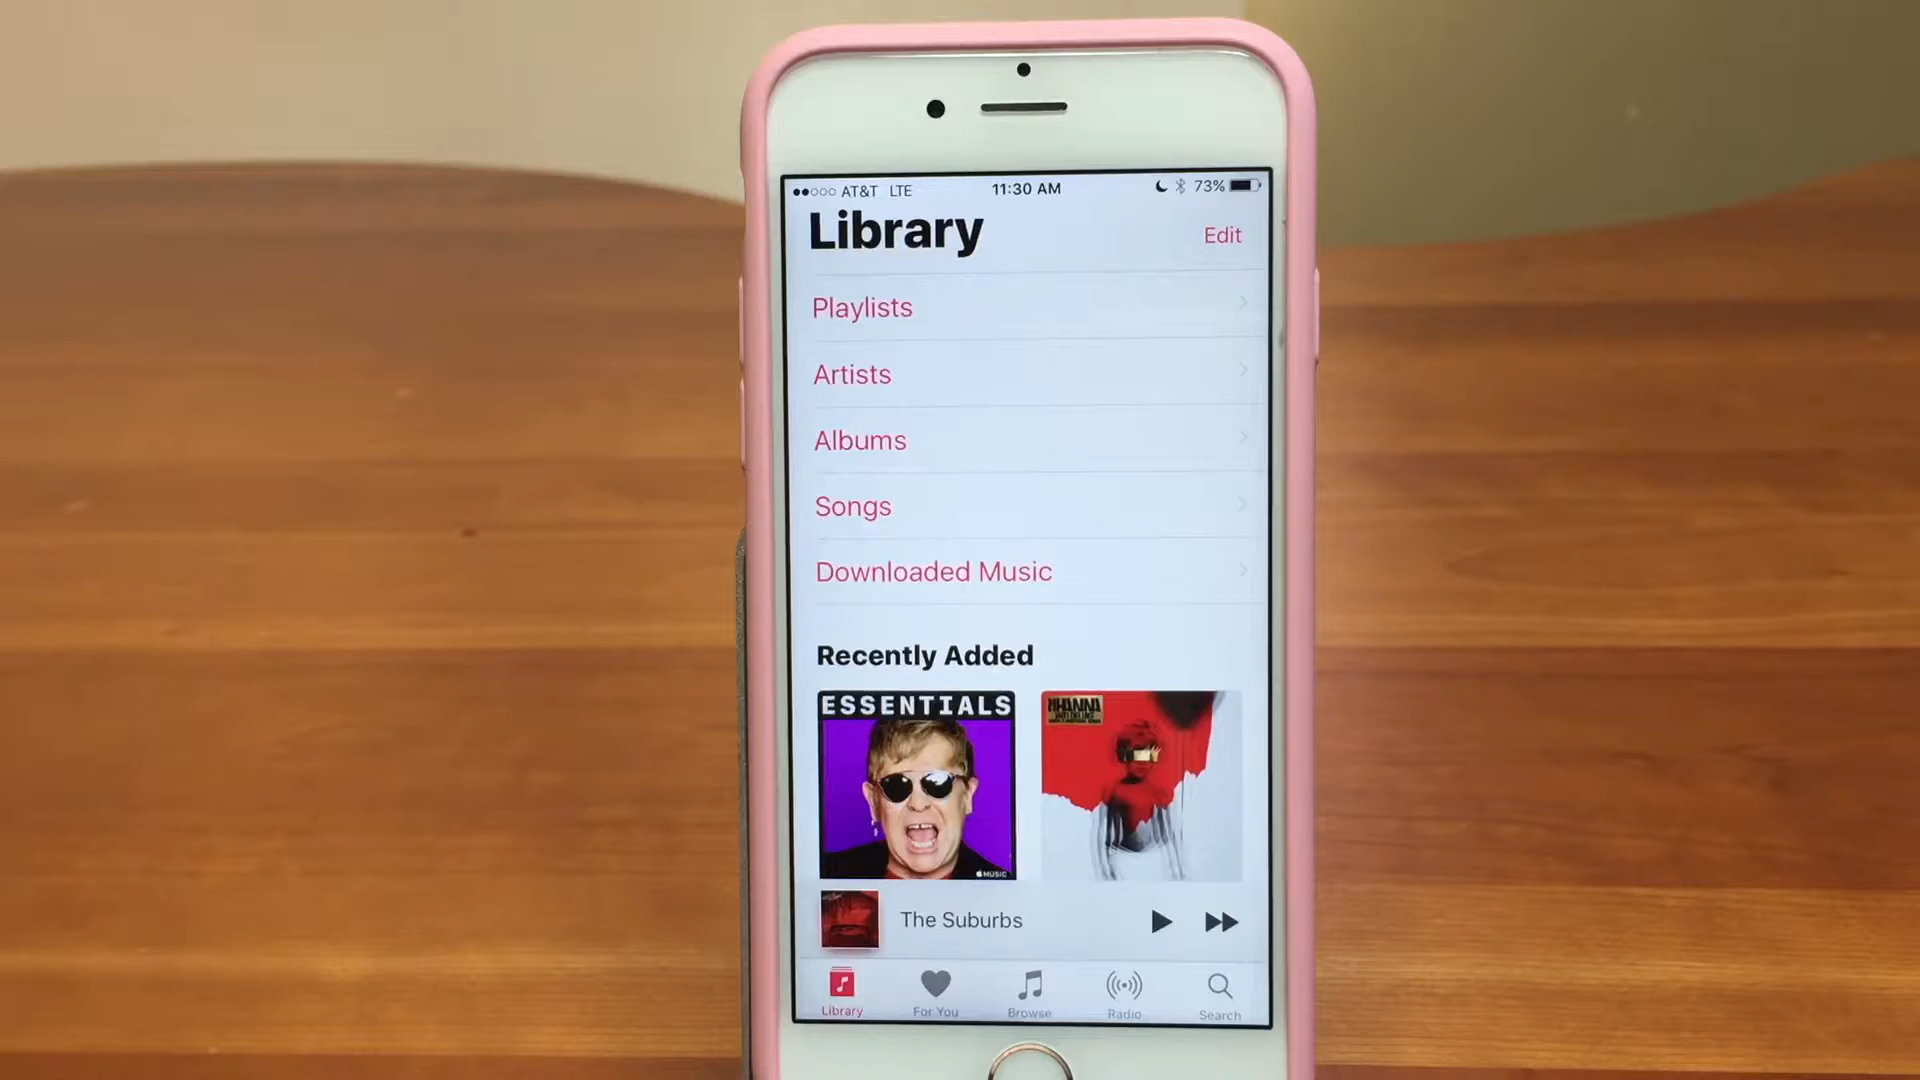 AT&T LTE 11:30 AM 73%
Library Edit
Playlists
Artists
Albums
Songs
Downloaded Music
Recently Added
ESSENTIALS
RIHANNA
MUSIC
The Suburbs
Library For You Browse Radio Search